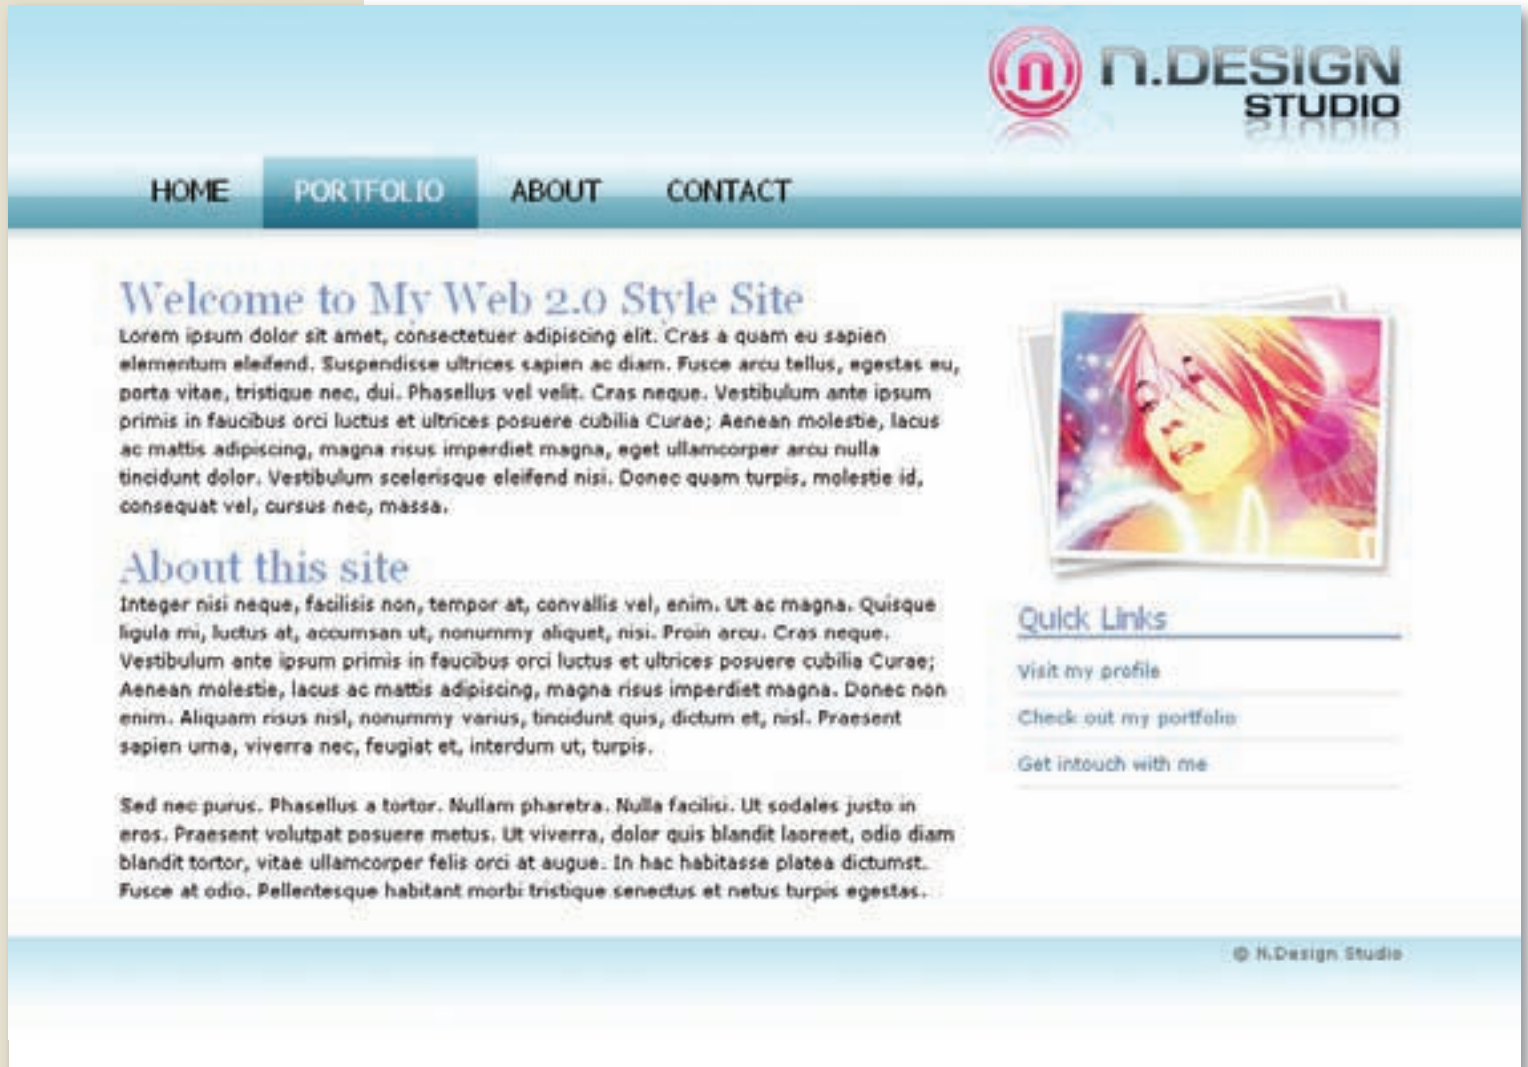 n
n.DESIGN
STUDIO
HOME PORTFOLIO ABOUT CONTACT
Welcome to My Web 2.0 Style Site
Lorem ipsum dolor sit amet, consectetuer adipiscing elit. Cras a quam eu sapien
elementum eleifend. Suspendisse ultrices sapien ac diam. Fusce arcu tellus, egestas eu,
porta vitae, tristique nec, dui. Phasellus vel velit. Cras neque. Vestibulum ante ipsum
primis in faucibus orci luctus et ultrices posuere cubilia Curae; Aenean molestie, lacus
ac mattis adipiscing, magna risus imperdiet magna, eget ullamcorper arcu nulla
tincidunt dolor. Vestibulum scelerisque eleifend nisi. Donec quam turpis, molestie id,
consequat vel, cursus nec, massa.
About this site
Integer nisi neque, facilisis non, tempor at, convallis vel, enim. Ut ac magna. Quisque
ligula mi, luctus at, accumsan ut, nonummy aliquet, nisi. Proin arcu. Cras neque.
Vestibulum ante ipsum primis in faucibus orci luctus et ultrices posuere cubilia Curae;
Aenean molestie, lacus ac mattis adipiscing, magna risus imperdiet magna. Donec non
enim. Aliquam risus nisl, nonummy varius, tincidunt quis, dictum et, nisl. Praesent
sapien urna, viverra nec, feugiat et, interdum ut, turpis.
Sed nec purus. Phasellus a tortor. Nullam pharetra. Nulla facilisi. Ut sodales justo in
eros. Praesent volutpat posuere metus. Ut viverra, dolor quis blandit laoreet, odio diam
blandit tortor, vitae ullamcorper felis orci at augue. In hac habitasse platea dictumst.
Fusce at odio. Pellentesque habitant morbi tristique senectus et netus turpis egestas.
Quick Links
Visit my profile
Check out my portfolio
Get intouch with me
© N.Design Studio